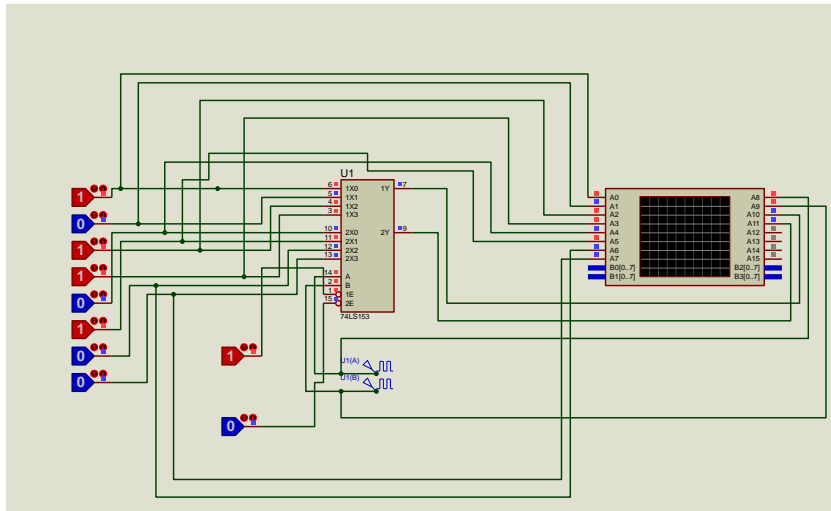 U1
1
0
1
1
0
1
0
0
1
0
6
5
4
3
10
11
12
13
14
2
1
15
1X0
1X1
1X2
1X3
2X0
2X1
2X2
2X3
A
B
1E
2E
1Y
2Y
7
9
74LS153
U1(A)
U1(B)
A0
A1
A2
A3
A4
A5
A6
A7
B0[0..7]
B1[0..7]
A8
A9
A10
A11
A12
A13
A14
A15
B2[0..7]
B3[0..7]